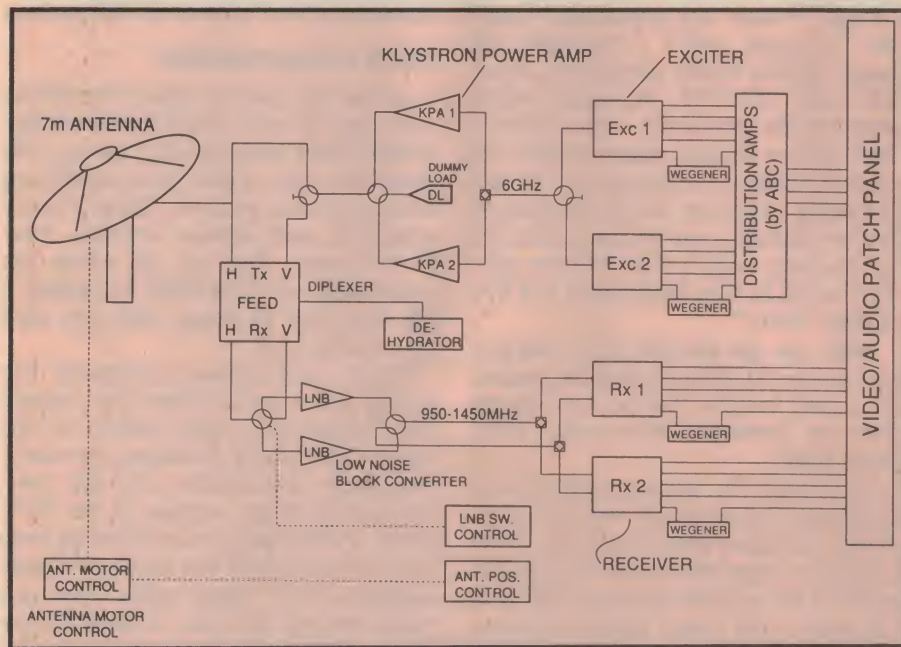 KLYSTRON POWER AMP
EXCITER
7m ANTENNA
KPA 1
Exc 1
WEGENER
DUMMY
LOAD
DL
6GHz
DISTRIBUTION AMPS
(by ABC)
VIDEO/AUDIO PATCH PANEL
KPA 2
Exc 2
WEGENER
H Tx V
FEED
H Rx V
DIPLEXER
DE-
HYDRATOR
LNB
950-1450MHz
Rx 1
WEGENER
LNB
LOW NOISE
BLOCK CONVERTER
Rx 2
WEGENER
LNB SW.
CONTROL
RECEIVER
ANT. MOTOR
CONTROL
ANT. POS.
CONTROL
ANTENNA MOTOR
CONTROL